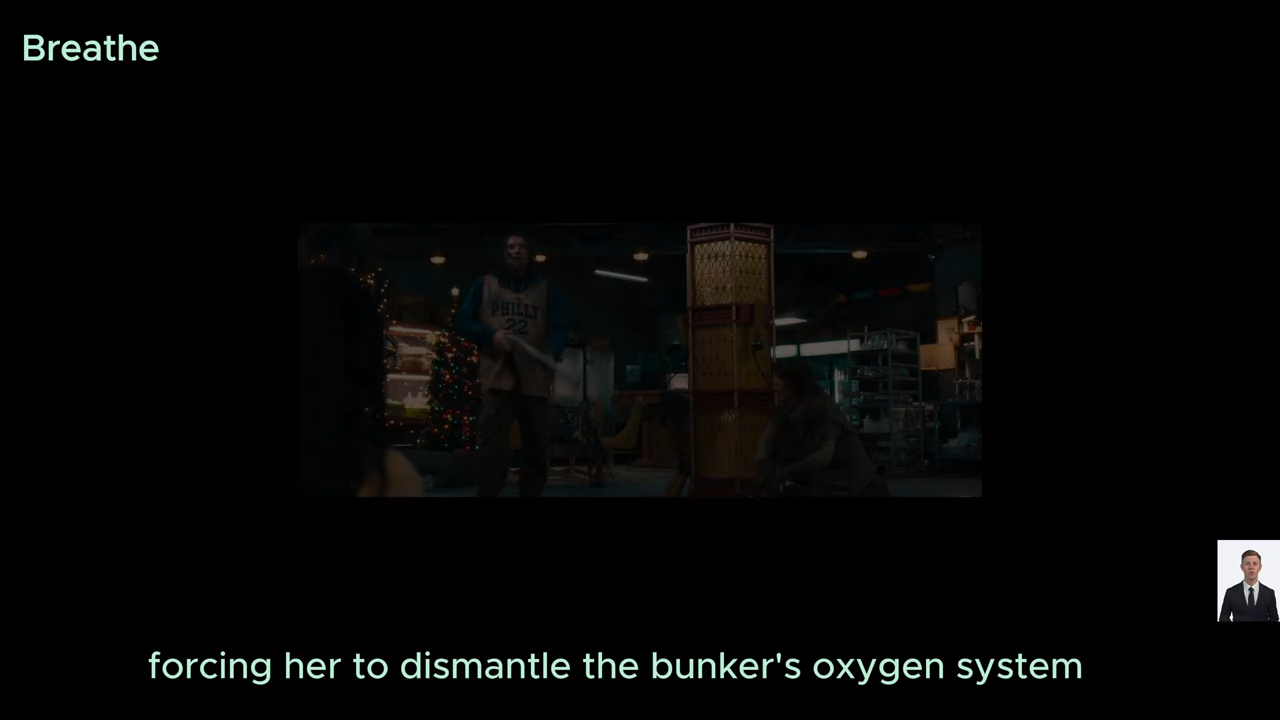 Breathe
PHILLY
22
forcing her to dismantle the bunker's oxygen system